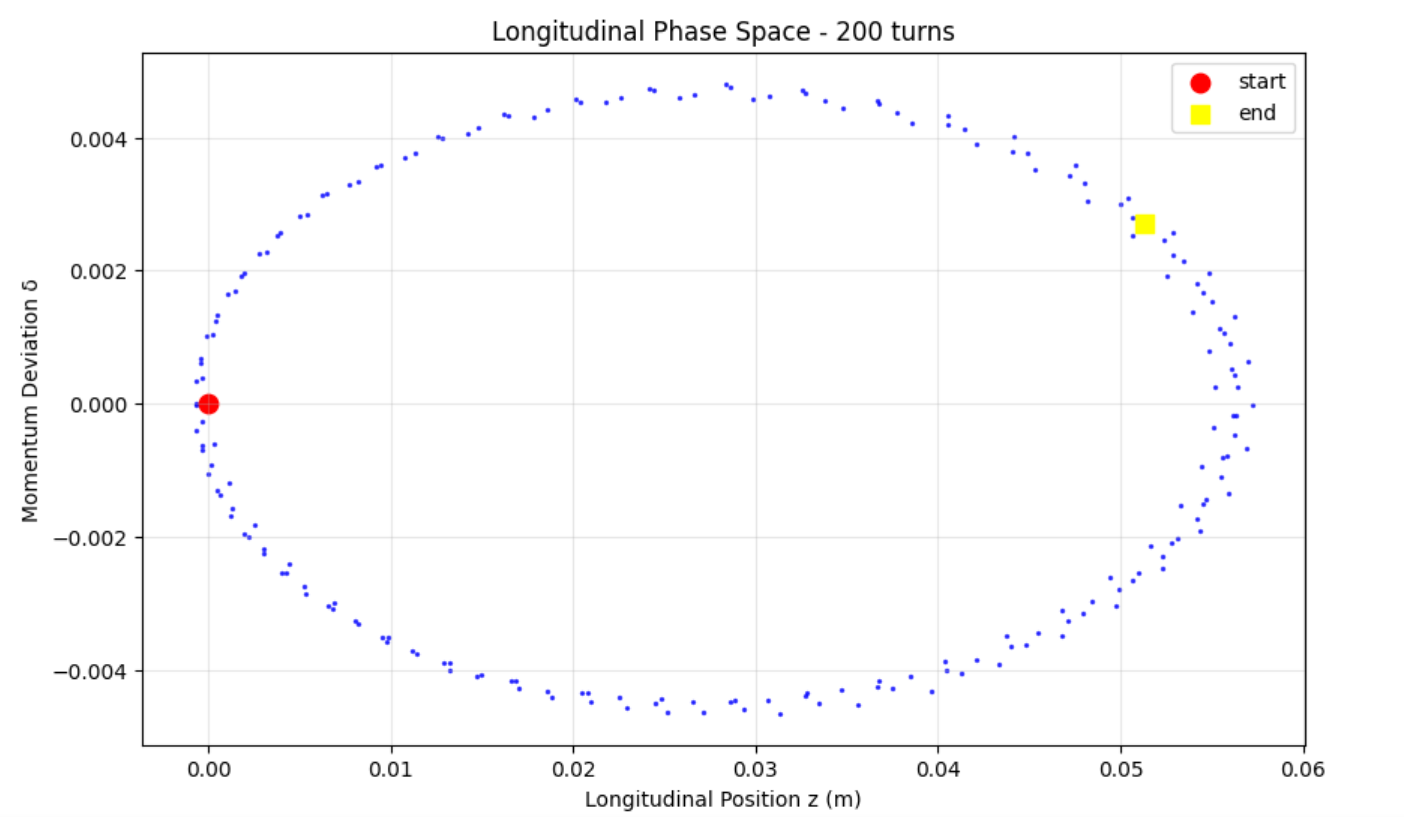 Longitudinal Phase Space - 200 turns
start
end
Momentum Deviation δ
0.004
0.002
0.000
−0.002
−0.004
0.00 0.01 0.02 0.03 0.04 0.05 0.06
Longitudinal Position z (m)